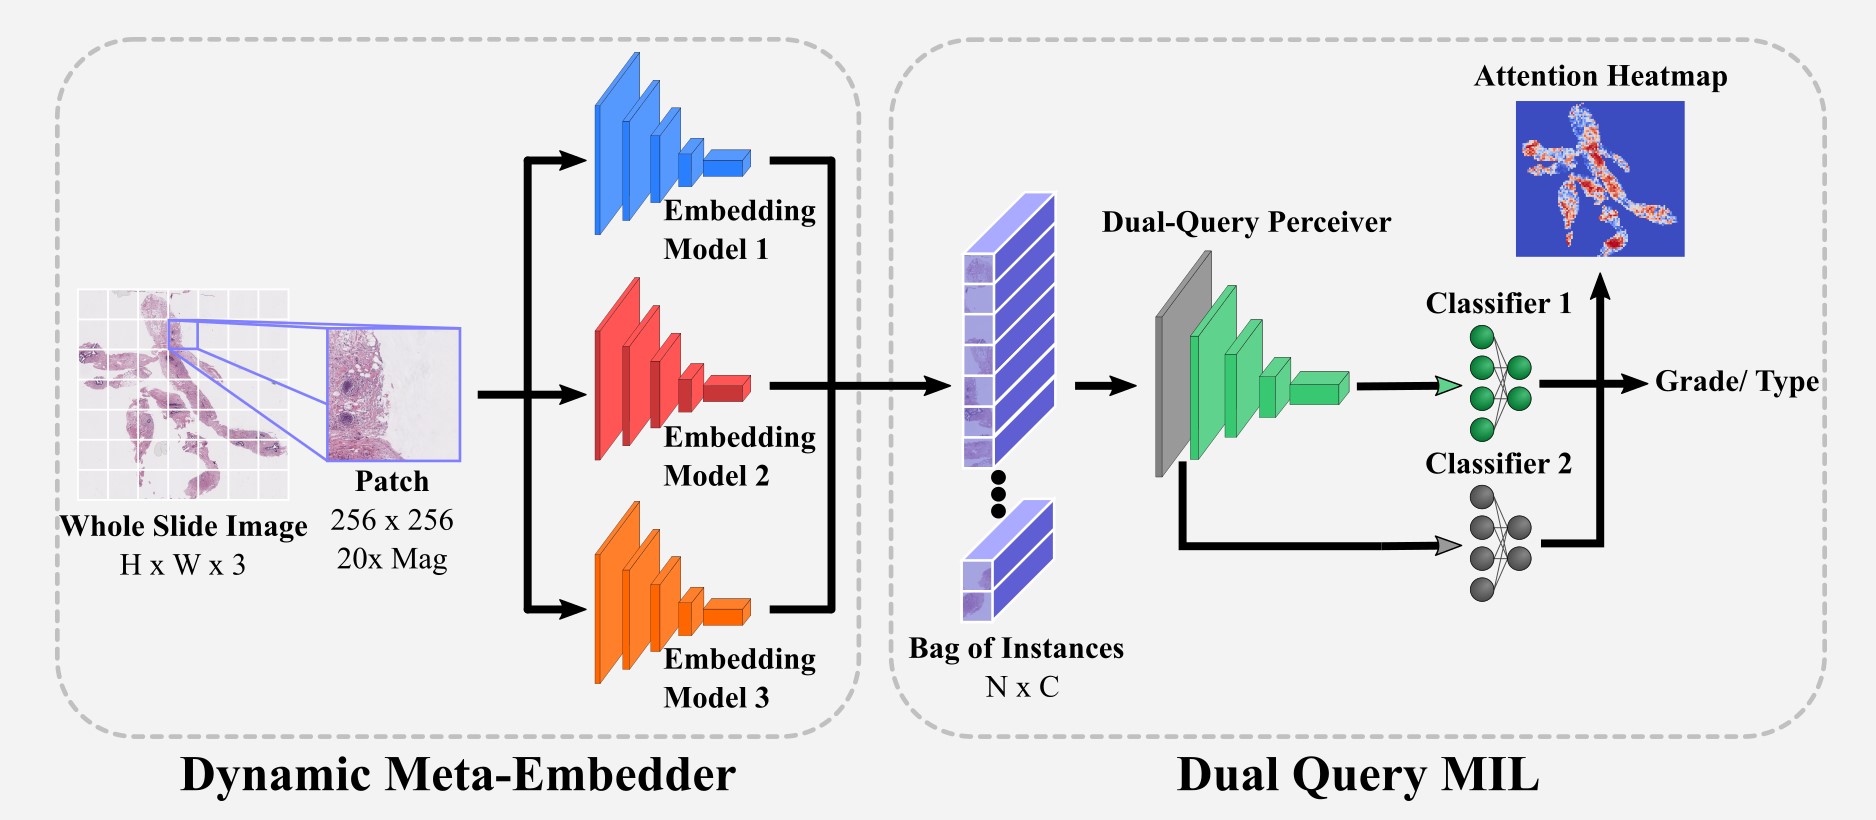 Whole Slide Image
H x W x 3
Patch
256 x 256
20x Mag
Embedding
Model 1
Embedding
Model 2
Embedding
Model 3
Dynamic Meta-Embedder
Bag of Instances
N x C
Dual-Query Perceiver
Attention Heatmap
Classifier 1
Classifier 2
Grade/ Type
Dual Query MIL